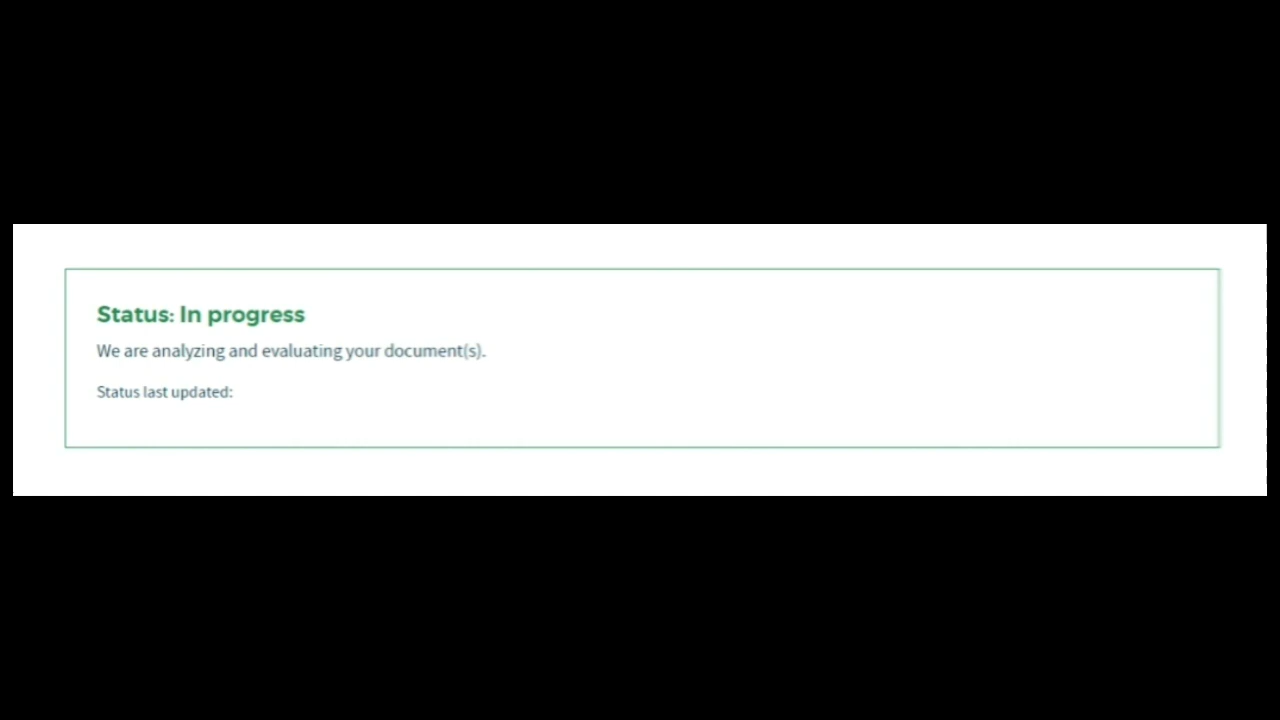 Status: In progress
We are analyzing and evaluating your document(s).
Status last updated: